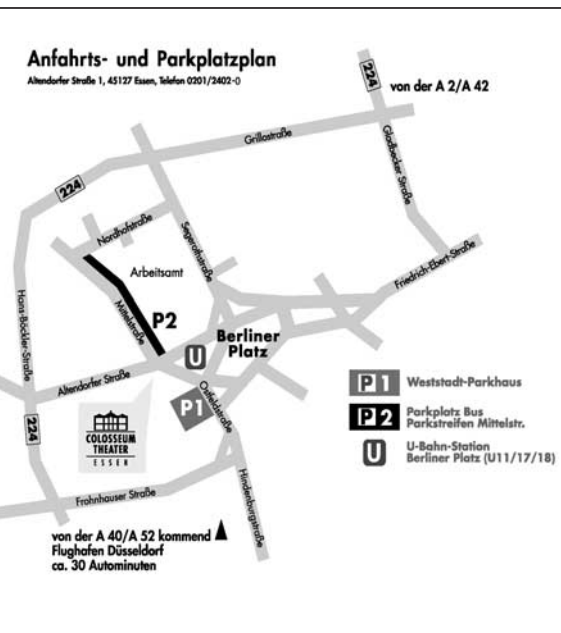 Anfahrts- und Parkplatzplan
Altendorfer Straße 1, 45127 Essen, Telefon 0201/2402-0
224
von der A 2/A 42
Grillostraße
Gladbecker Straße
224
Nordhofstraße
Segerothstraße
Friedrich-Ebert-Straße
Arbeitsamt
Hans-Böckler-Straße
Mittelstraße
P2
Berliner
Platz
U
Altendorfer Straße
Ostfeldstraße
P1
P 1 Weststadt-Parkhaus
P 2 Parkplatz Bus
Parkstreifen Mittelstr.
224
COLOSSEUM
THEATER
ESSEN
U U-Bahn-Station
Berliner Platz (U11/17/18)
Frohnhauser Straße
Hindenburgstraße
von der A 40/A 52 kommend
Flughafen Düsseldorf
ca. 30 Autominuten